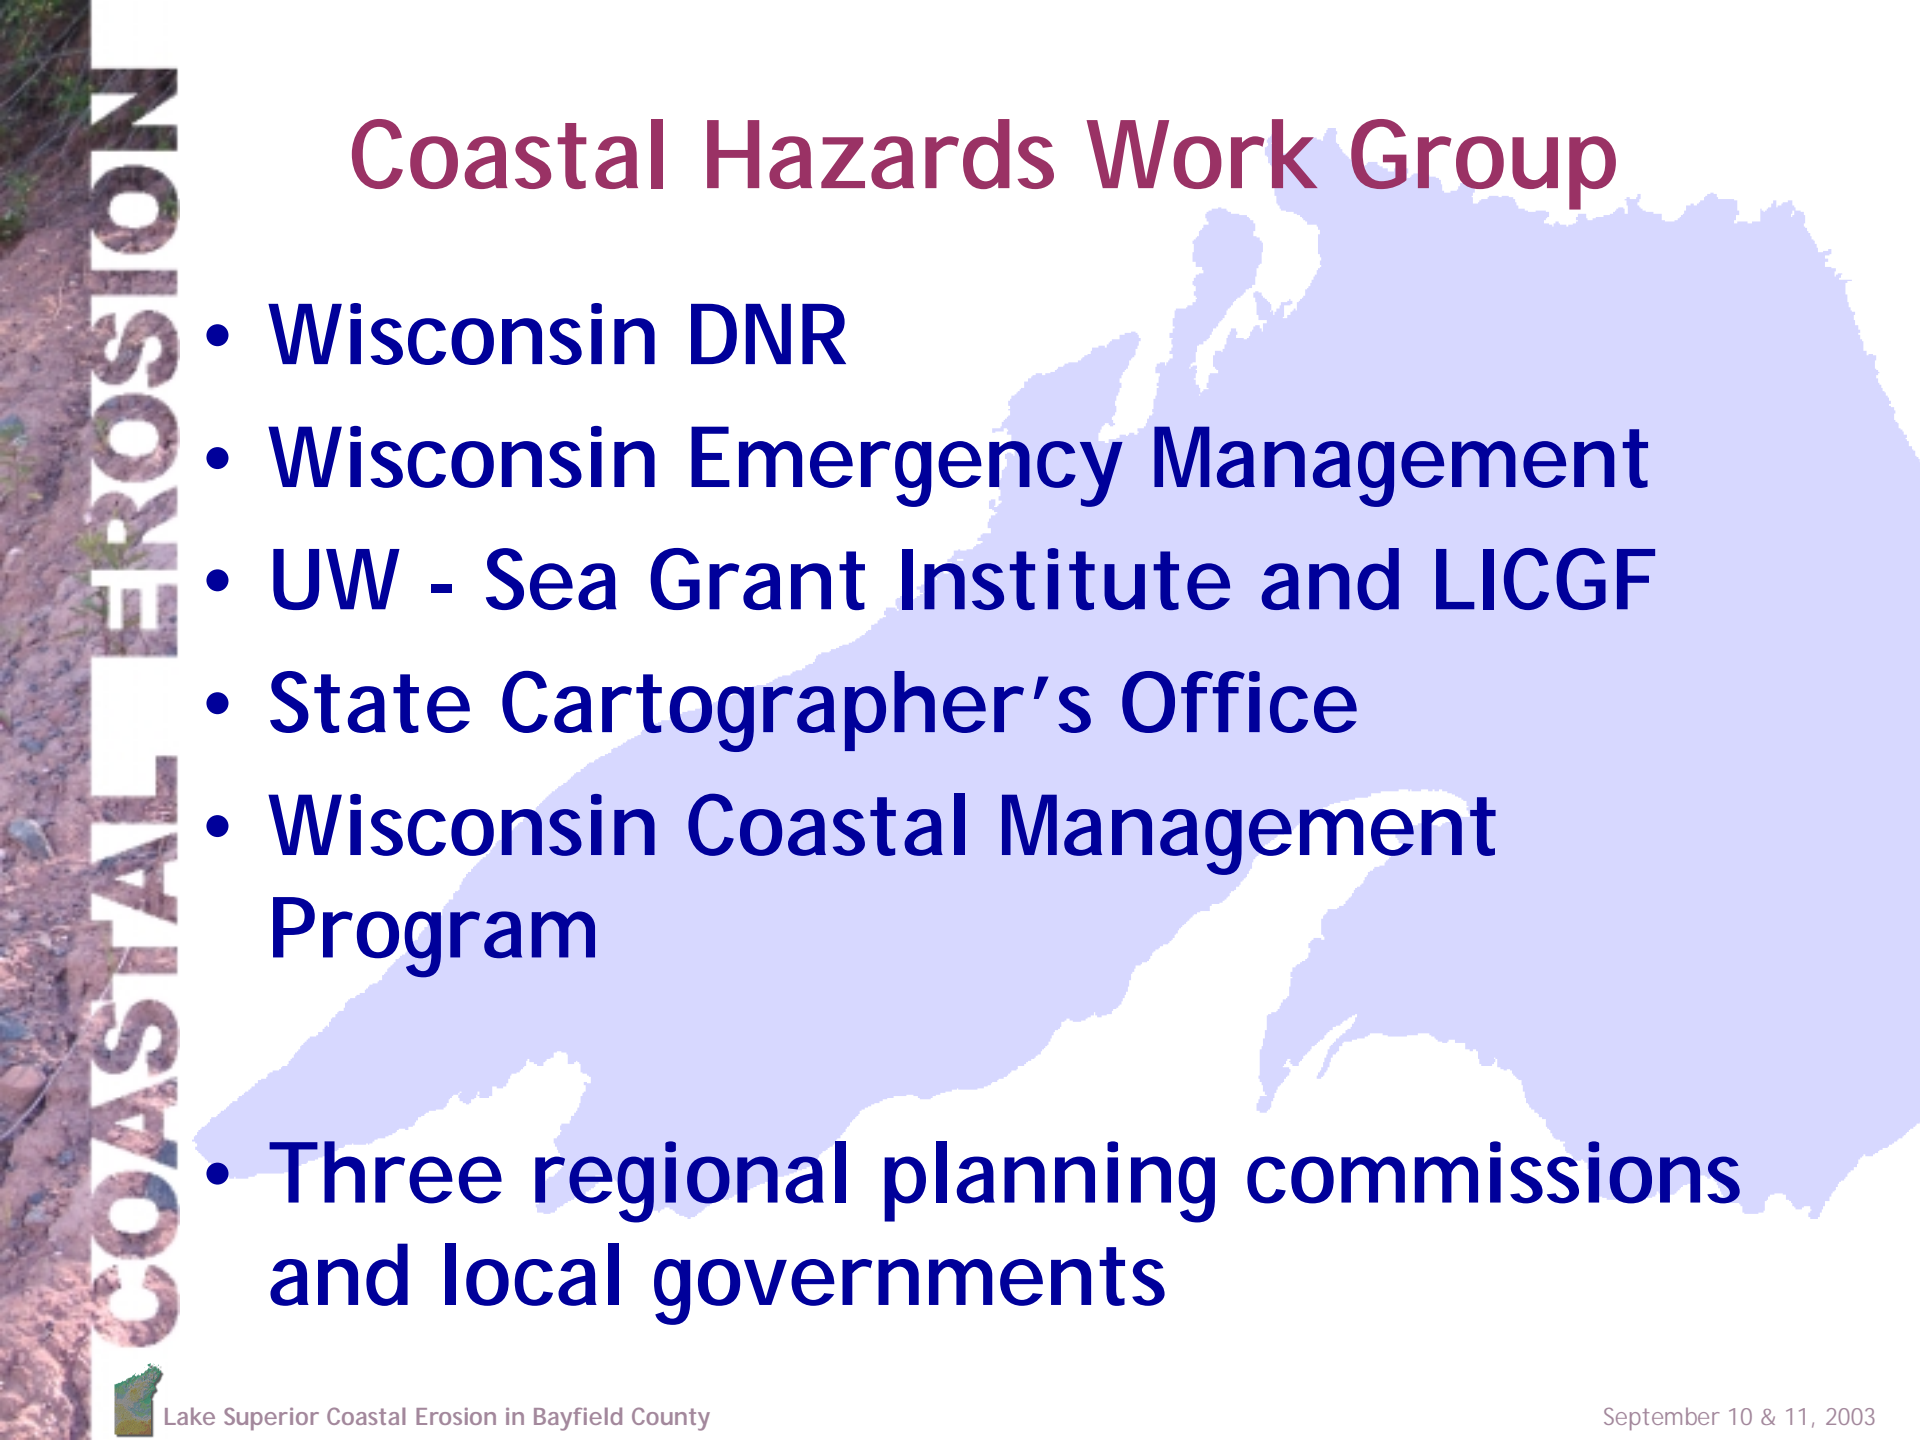 COASTAL EROSION
Coastal Hazards Work Group
• Wisconsin DNR
• Wisconsin Emergency Management
• UW - Sea Grant Institute and LICGF
• State Cartographer’s Office
• Wisconsin Coastal Management
Program
• Three regional planning commissions
and local governments
Lake Superior Coastal Erosion in Bayfield County
September 10 & 11, 2003